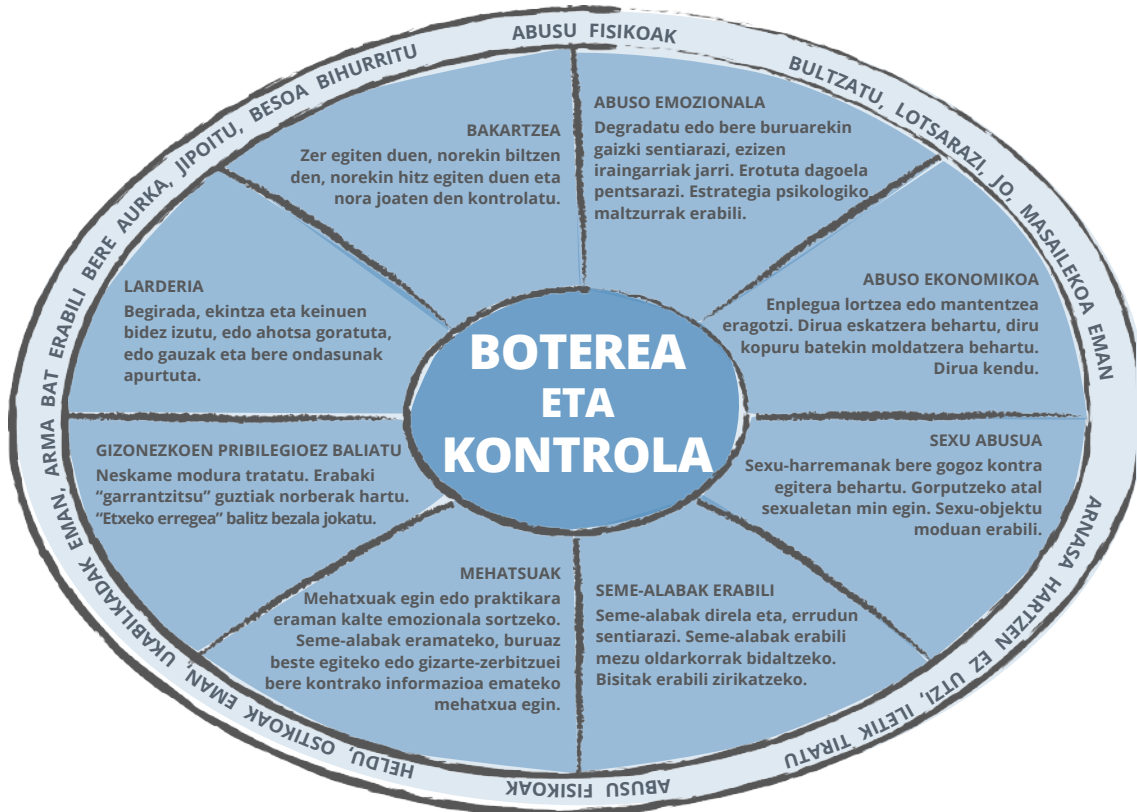 ABUSU FISIKOAK
BULTZATU, LOTSARAZI, JO, MASAILEKOA EMAN
ARNASA HARTZEN EZ UTZI, ILETIK TIRATU
ABUSU FISIKOAK
HELDU, OSTIKOAK EMAN, UKABILKADAK EMAN, ARMA BAT ERABILI BERE AURKA, JIPOITU, BESOA BIHURRITU
ABUSO EMOZIONALA
Degradatu edo bere buruarekin
gaizki sentiarazi, ezizen
iraingarriak jarri. Erotuta dagoela
pentsarazi. Estrategia psikologiko
maltzurrak erabili.
ABUSO EKONOMIKOA
Enplegua lortzea edo mantentzea
eragotzi. Dirua eskatzera behartu, diru
kopuru batekin moldatzera behartu.
Dirua kendu.
SEXU ABUSUA
Sexu-harremanak bere gogoz kontra
egitera behartu. Gorputzeko atal
sexualetan min egin. Sexu-objektu
moduan erabili.
SEME-ALABAK ERABILI
Seme-alabak direla eta, errudun
sentiarazi. Seme-alabak erabili
mezu oldarkorrak bidaltzeko.
Bisitak erabili zirikatzeko.
MEHATSUAK
Mehatxuak egin edo praktikara
eraman kalte emozionala sortzeko.
Seme-alabak eramateko, buruaz
beste egiteko edo gizarte-zerbitzuei
bere kontrako informazioa emateko
mehatxua egin.
GIZONEZKOEN PRIBILEGIOEZ BALIATU
Neskame modura tratatu. Erabaki
“garrantzitsu” guztiak norberak hartu.
“Etxeko erregea” balitz bezala jokatu.
LARDERIA
Begirada, ekintza eta keinuen
bidez izutu, edo ahotsa goratuta,
edo gauzak eta bere ondasunak
apurtuta.
BAKARTZEA
Zer egiten duen, norekin biltzen
den, norekin hitz egiten duen eta
nora joaten den kontrolatu.
BOTEREA
ETA
KONTROLA